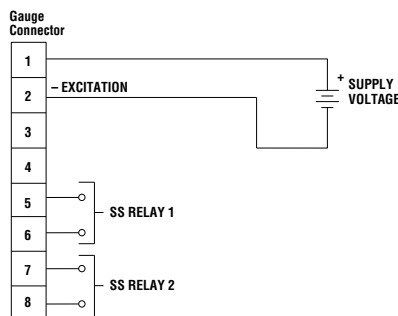 Gauge
Connector
1
2
3
4
5
6
7
8
– EXCITATION
+
SUPPLY
VOLTAGE
SS RELAY 1
SS RELAY 2